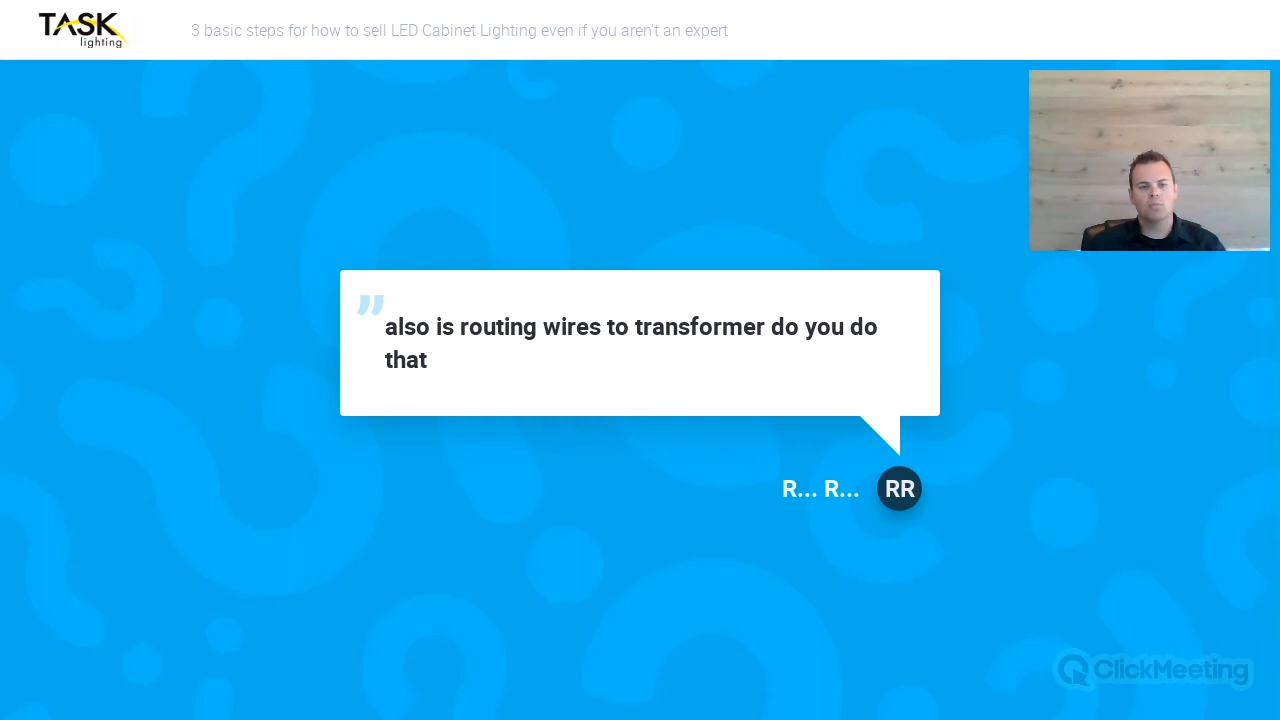 TASK
lighting
3 basic steps for how to sell LED Cabinet Lighting even if you aren't an expert
”
also is routing wires to transformer do you do
that
R... R...
RR
ClickMeeting